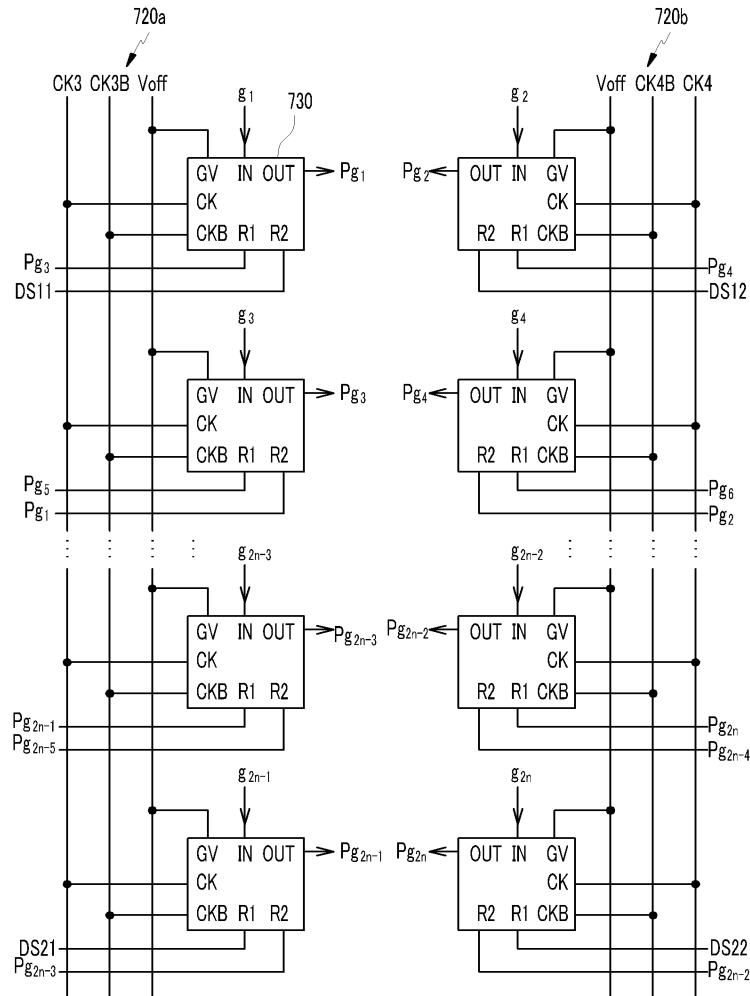 720a 720b
CK3 CK3B Voff Voff CK4B CK4
g1 730 g2
GV IN OUT Pg1 Pg2 OUT IN GV
CK CK
CKB R1 R2 R2 R1 CKB
Pg3 Pg4
DS11 DS12
g3 g4
GV IN OUT Pg3 Pg4 OUT IN GV
CK CK
CKB R1 R2 R2 R1 CKB
Pg5 Pg6
Pg1 Pg2
g2n-3 g2n-2
GV IN OUT Pg2n-3 Pg2n-2 OUT IN GV
CK CK
CKB R1 R2 R2 R1 CKB
Pg2n-1 Pg2n
Pg2n-5 Pg2n-4
g2n-1 g2n
GV IN OUT Pg2n-1 Pg2n OUT IN GV
CK CK
CKB R1 R2 R2 R1 CKB
DS21 DS22
Pg2n-3 Pg2n-2